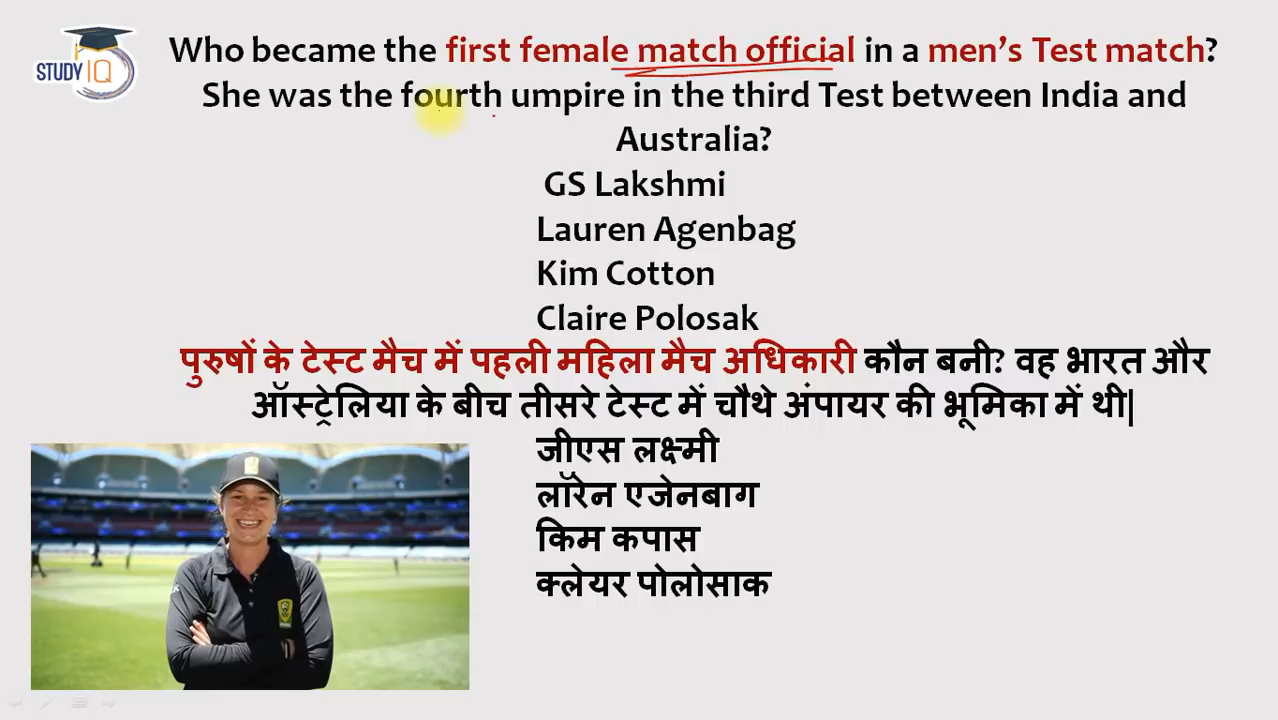 STUDY IQ
Who became the first female match official in a men's Test match?
She was the fourth umpire in the third Test between India and
Australia?
GS Lakshmi
Lauren Agenbag
Kim Cotton
Claire Polosak
पुरुषों के टेस्ट मैच में पहली महिला मैच अधिकारी कौन बनी? वह भारत और
ऑस्ट्रेलिया के बीच तीसरे टेस्ट में चौथे अंपायर की भूमिका में थी|
जीएस लक्ष्मी
लॉरेन एजेनबाग
किम कपास
क्लेयर पोलोसाक